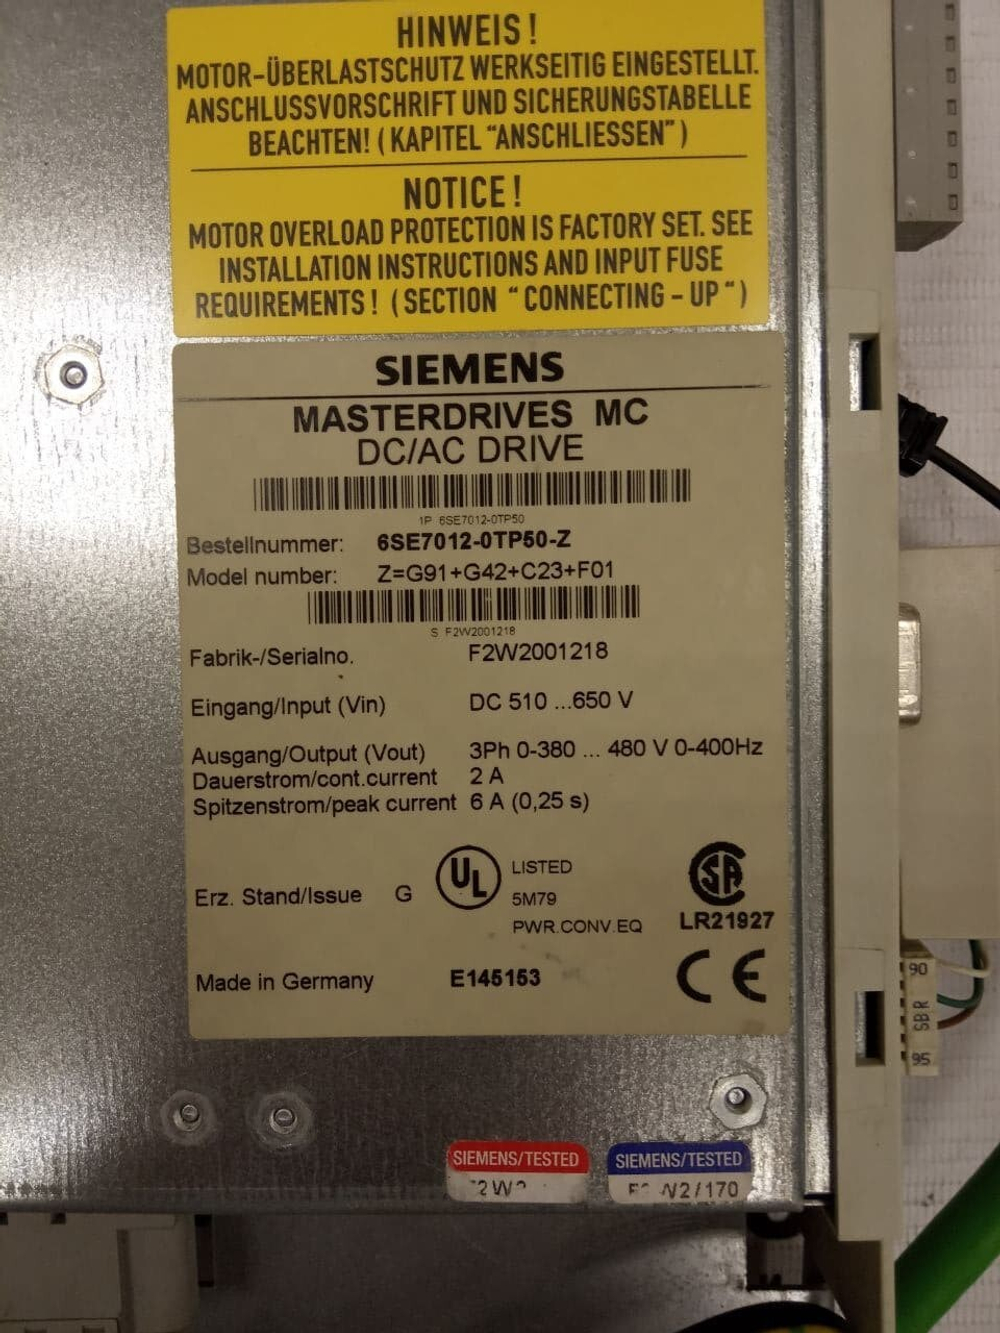 HINWEIS!
MOTOR-ÜBERLASTSCHUTZ WERKSEITIG EINGESTELLT.
ANSCHLUSSVORSCHRIFT UND SICHERUNGSTABELLE
BEACHTEN! (KAPITEL "ANSCHLIESSEN")
NOTICE!
MOTOR OVERLOAD PROTECTION IS FACTORY SET. SEE
INSTALLATION INSTRUCTIONS AND INPUT FUSE
REQUIREMENTS! (SECTION "CONNECTING-UP")
SIEMENS
MASTERDRIVES MC
DC/AC DRIVE
1P 6SE7012-0TP50
Bestellnummer: 6SE7012-0TP50-Z
Model number: Z=G91+G42+C23+F01
S F2W2001218
Fabrik-/Serialno. F2W2001218
Eingang/Input (Vin) DC 510 ...650 V
Ausgang/Output (Vout) 3Ph 0-380 ... 480 V 0-400Hz
Dauerstrom/cont.current 2 A
Spitzenstrom/peak current 6 A (0,25 s)
Erz. Stand/Issue G UL LISTED SA
5M79
PWR.CONV.EQ LR21927
Made in Germany E145153 CE
90
SBR
95
SIEMENS/TESTED SIEMENS/TESTED
2/170